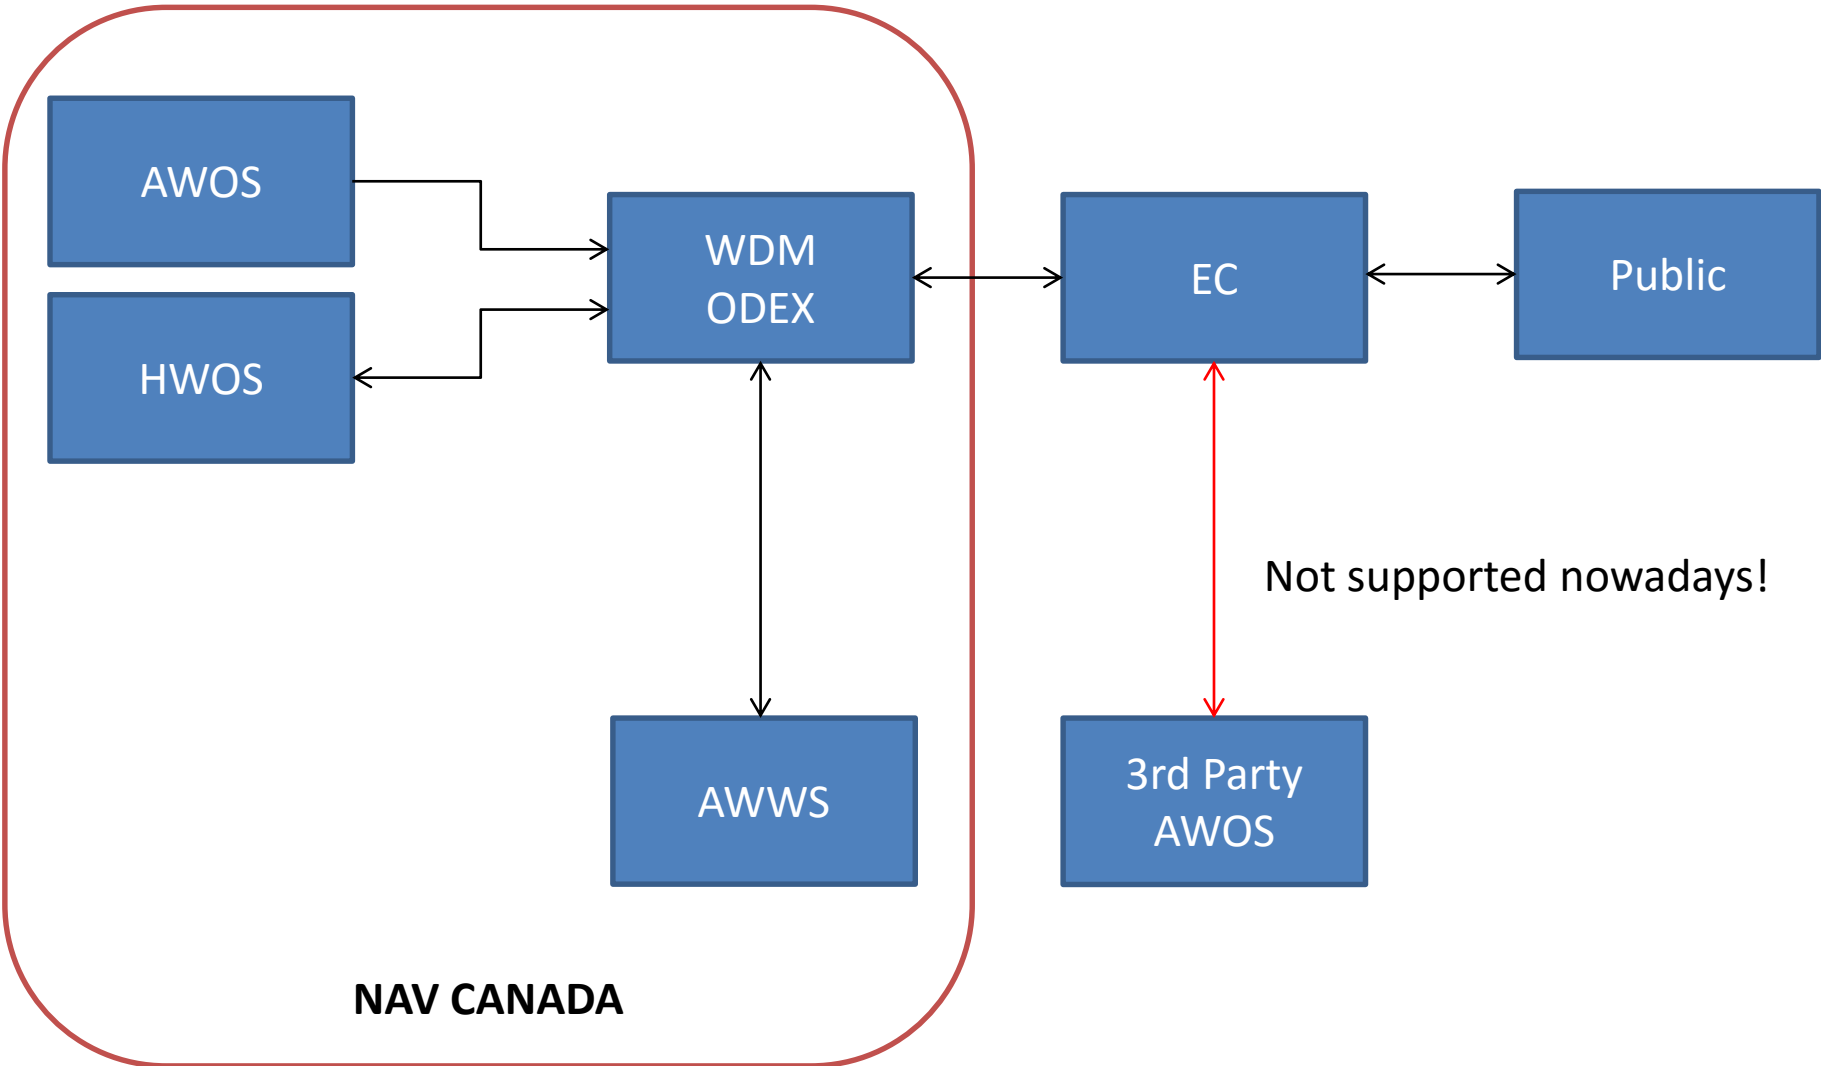 AWOS
HWOS
WDM
ODEX
EC
Public
Not supported nowadays!
AWWS
3rd Party
AWOS
NAV CANADA